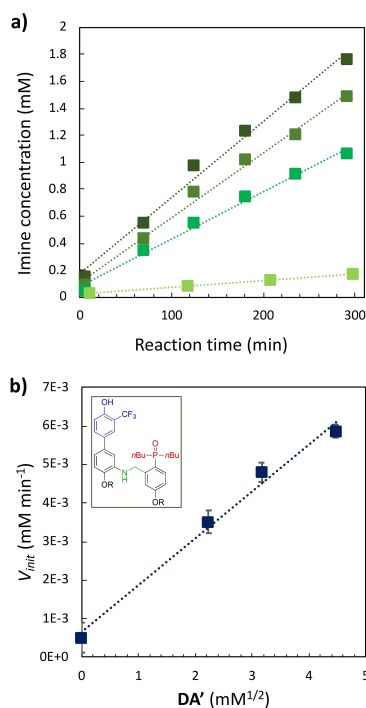 a)
Imine concentration (mM)
2
1.8
1.6
1.4
1.2
1
0.8
0.6
0.4
0.2
0
0 100 200 300
Reaction time (min)
b)
V_init (mM min⁻¹)
7E-3
6E-3
5E-3
4E-3
3E-3
2E-3
1E-3
0E+0
OH
CF₃
O
nBu-P-nBu
N
H
OR
OR
0 1 2 3 4 5
DA' (mM^1/2)